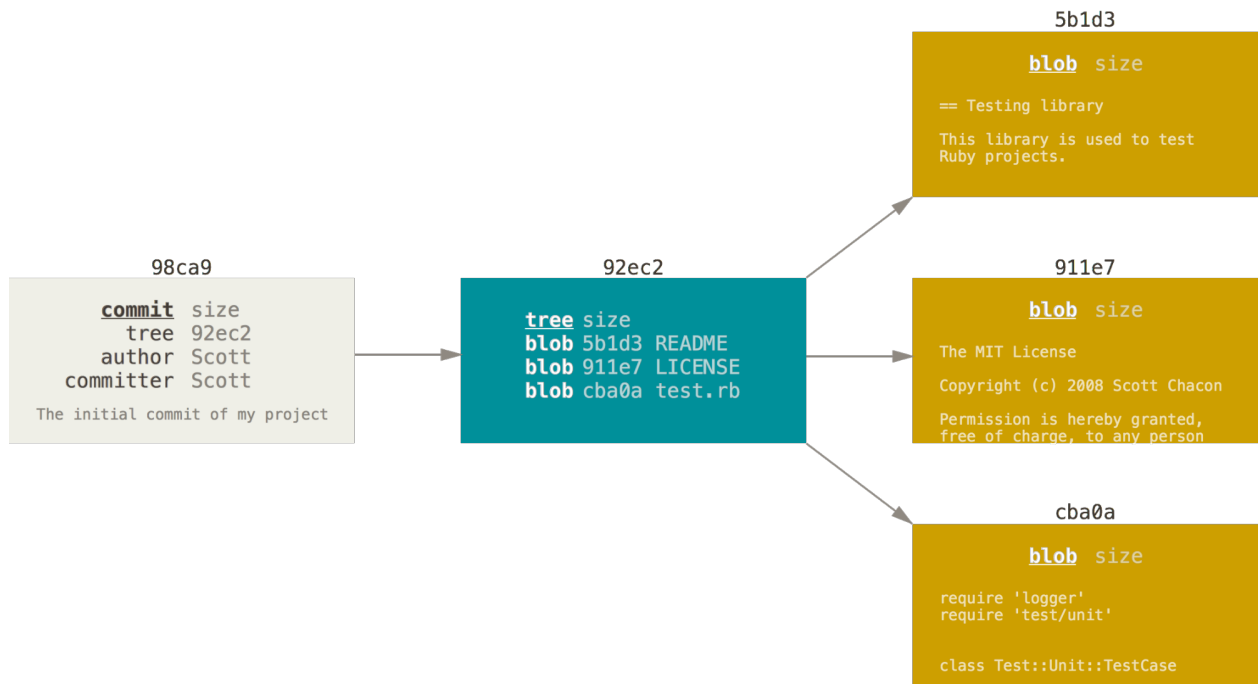 98ca9
commit size
tree 92ec2
author Scott
committer Scott
The initial commit of my project
92ec2
tree size
blob 5b1d3 README
blob 911e7 LICENSE
blob cba0a test.rb
5b1d3
blob size
== Testing library
This library is used to test
Ruby projects.
911e7
blob size
The MIT License
Copyright (c) 2008 Scott Chacon
Permission is hereby granted,
free of charge, to any person
cba0a
blob size
require 'logger'
require 'test/unit'
class Test::Unit::TestCase